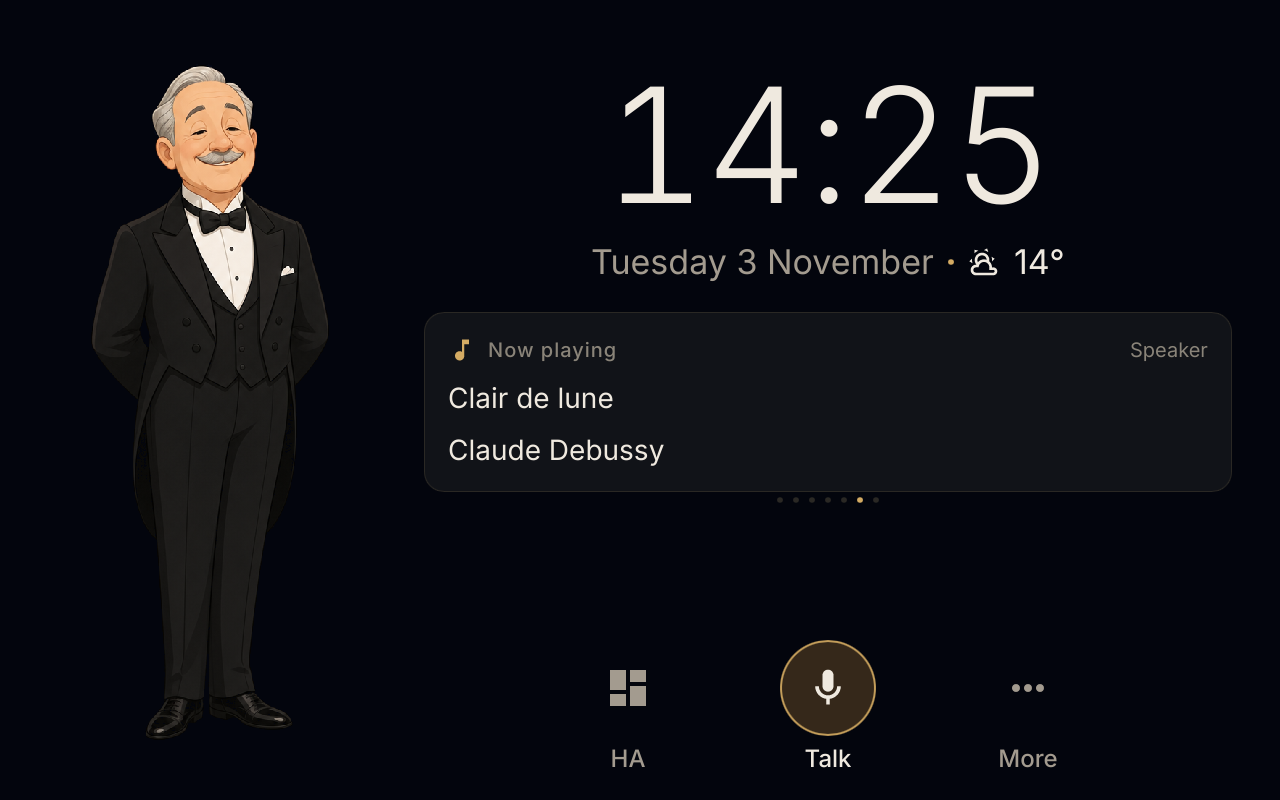 14:25
Tuesday 3 November • 14°
Now playing
Speaker
Clair de lune
Claude Debussy
HA
Talk
More